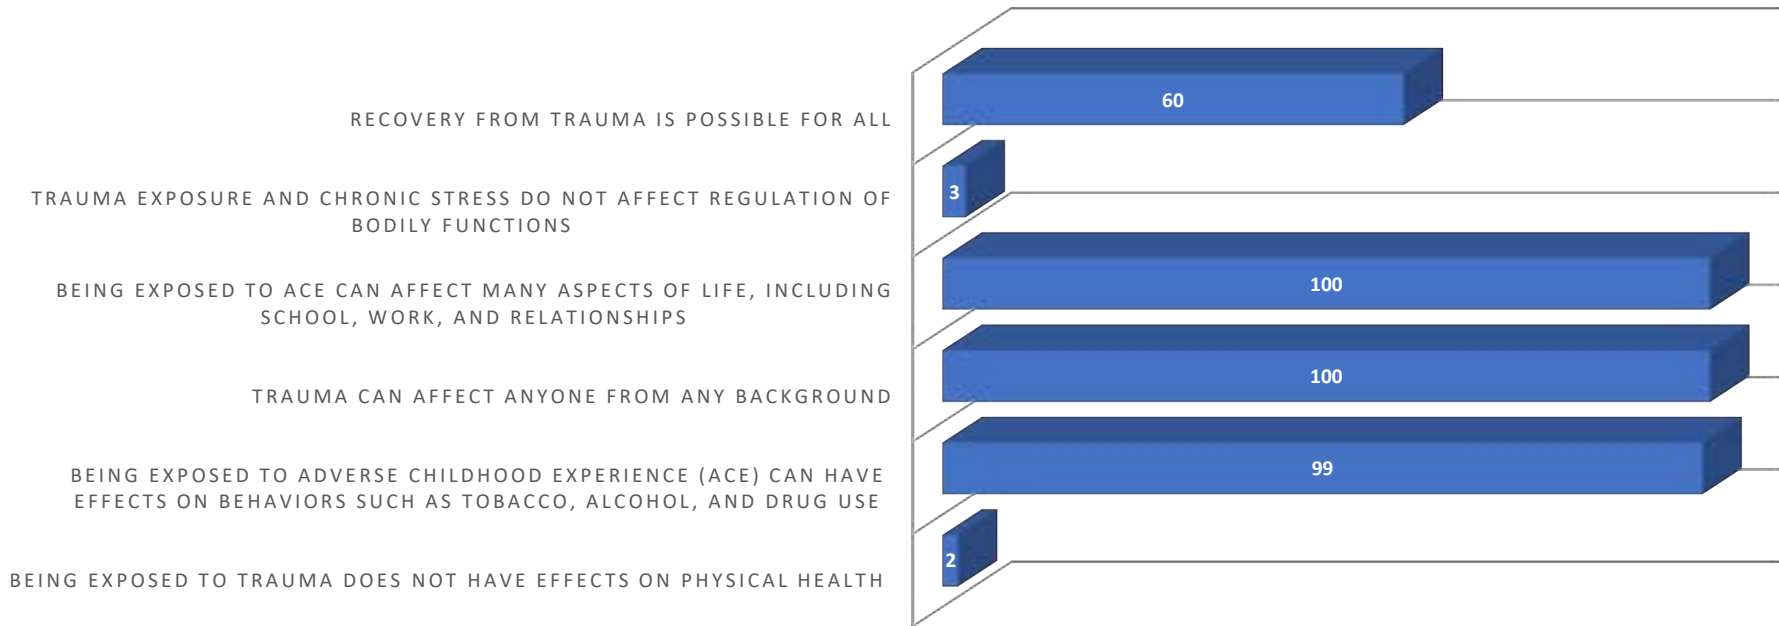 60
RECOVERY FROM TRAUMA IS POSSIBLE FOR ALL
3
TRAUMA EXPOSURE AND CHRONIC STRESS DO NOT AFFECT REGULATION OF
BODILY FUNCTIONS
100
BEING EXPOSED TO ACE CAN AFFECT MANY ASPECTS OF LIFE, INCLUDING
SCHOOL, WORK, AND RELATIONSHIPS
100
TRAUMA CAN AFFECT ANYONE FROM ANY BACKGROUND
99
BEING EXPOSED TO ADVERSE CHILDHOOD EXPERIENCE (ACE) CAN HAVE
EFFECTS ON BEHAVIORS SUCH AS TOBACCO, ALCOHOL, AND DRUG USE
2
BEING EXPOSED TO TRAUMA DOES NOT HAVE EFFECTS ON PHYSICAL HEALTH